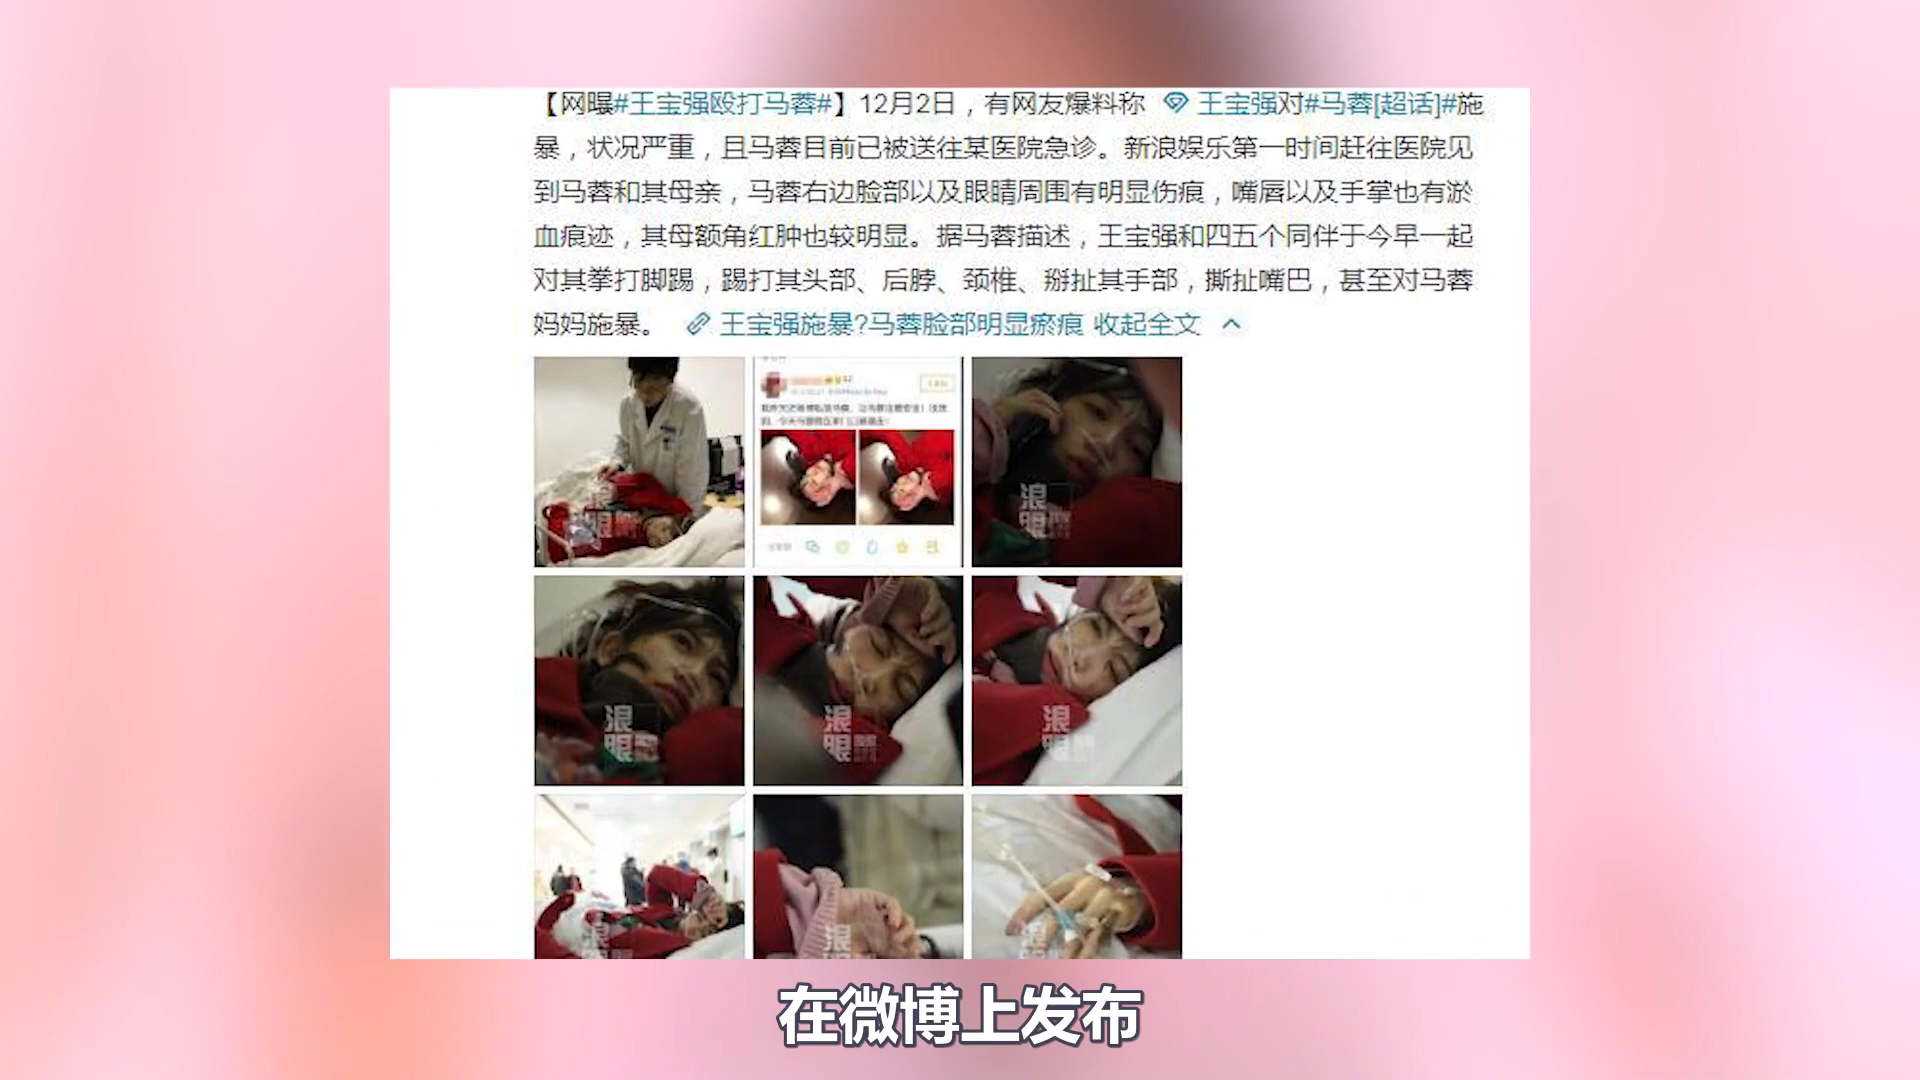 【网曝#王宝强殴打马蓉#】12月2日，有网友爆料称 王宝强对#马蓉[超话]#施
暴，状况严重，且马蓉目前已被送往某医院急诊。新浪娱乐第一时间赶往医院见
到马蓉和其母亲，马蓉右边脸部以及眼睛周围有明显伤痕，嘴唇以及手掌也有淤
血痕迹，其母额角红肿也较明显。据马蓉描述，王宝强和四五个同伴于今早一起
对其拳打脚踢，踢打其头部、后脖、颈椎、掰扯其手部，撕扯嘴巴，甚至对马蓉
妈妈施暴。 王宝强施暴?马蓉脸部明显瘀痕 收起全文
浪
浪
眼
浪
眼
浪
眼
浪
眼
浪
浪
在微博上发布